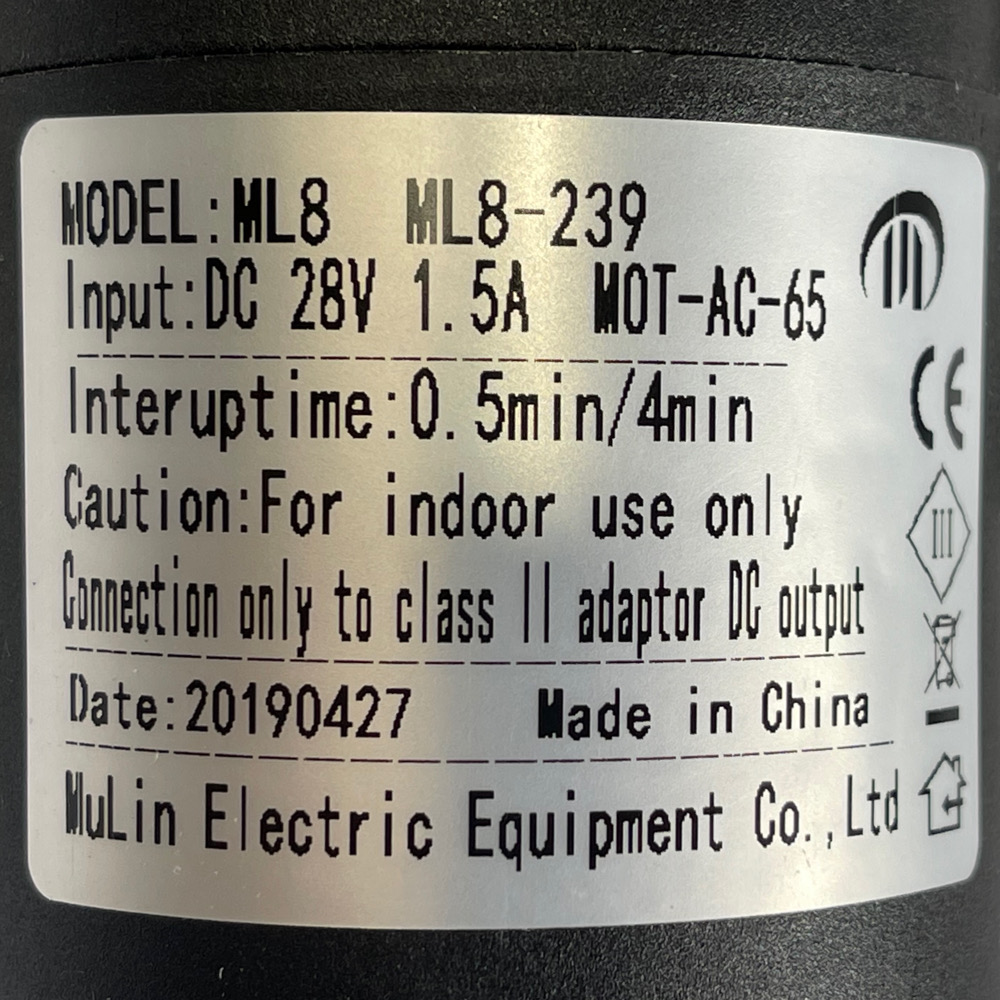 MODEL:ML8 ML8-239
Input:DC 28V 1.5A MOT-AC-65
Interuptime:0.5min/4min
Caution:For indoor use only
Connection only to class II adaptor DC output
Date:20190427 Made in China
MuLin Electric Equipment Co.,Ltd
CE
III